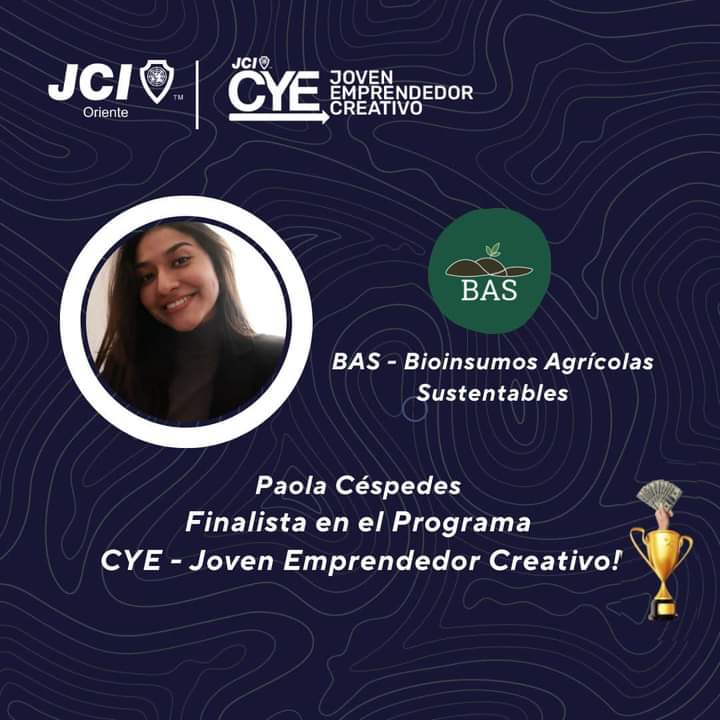 JCI TM
Oriente
JCI
CYE JOVEN
EMPRENDEDOR
CREATIVO
BAS
BAS - Bioinsumos Agrícolas
Sustentables
Paola Céspedes
Finalista en el Programa
CYE - Joven Emprendedor Creativo!